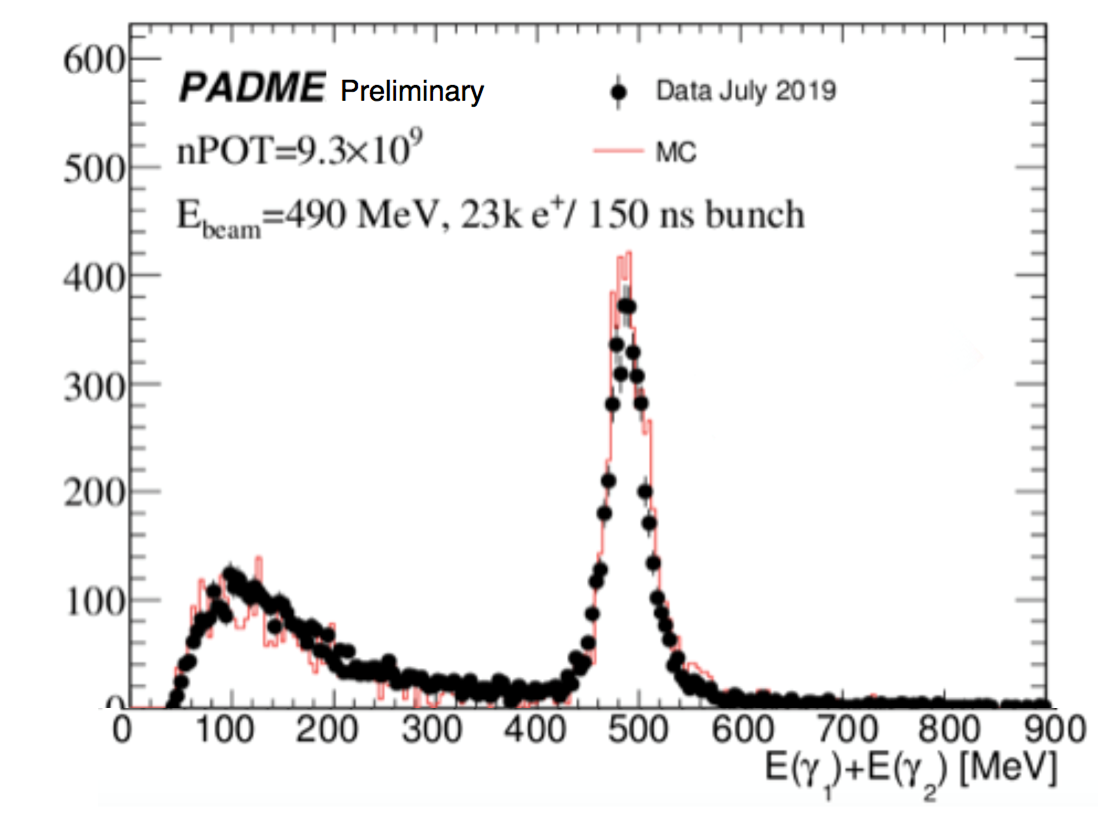 600
500
400
300
200
100
0
PADME Preliminary
nPOT=9.3×10⁹
E_beam=490 MeV, 23k e⁺/ 150 ns bunch
Data July 2019
MC
0 100 200 300 400 500 600 700 800 900
E(γ₁)+E(γ₂) [MeV]